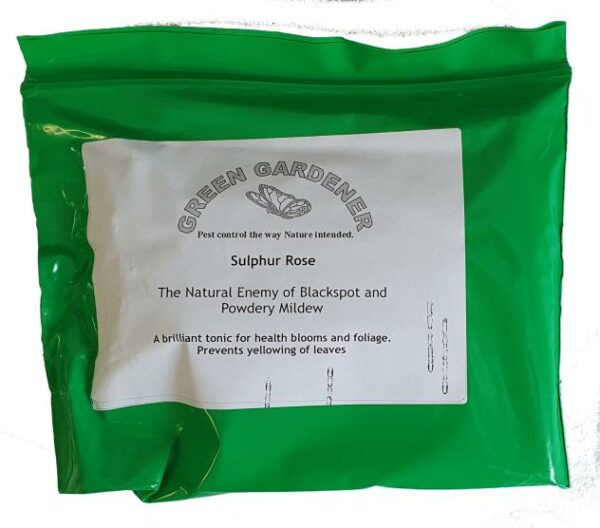 GREEN GARDENER
Pest control the way Nature intended.
Sulphur Rose
The Natural Enemy of Blackspot and
Powdery Mildew
A brilliant tonic for health blooms and foliage.
Prevents yellowing of leaves